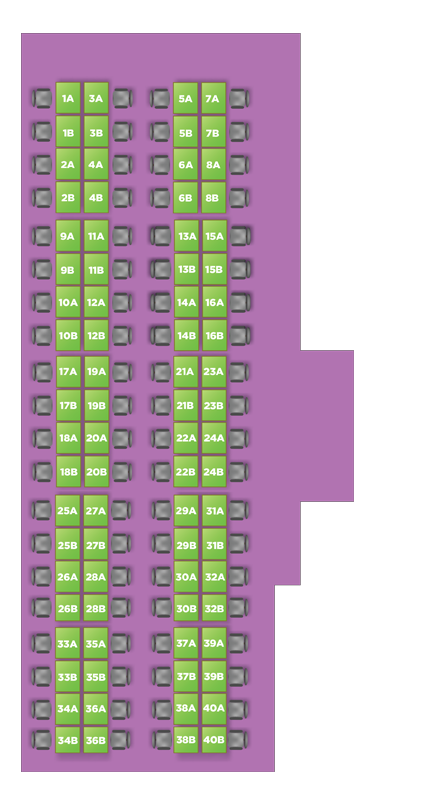 1A 3A 5A 7A
1B 3B 5B 7B
2A 4A 6A 8A
2B 4B 6B 8B
9A 11A 13A 15A
9B 11B 13B 15B
10A 12A 14A 16A
10B 12B 14B 16B
17A 19A 21A 23A
17B 19B 21B 23B
18A 20A 22A 24A
18B 20B 22B 24B
25A 27A 29A 31A
25B 27B 29B 31B
26A 28A 30A 32A
26B 28B 30B 32B
33A 35A 37A 39A
33B 35B 37B 39B
34A 36A 38A 40A
34B 36B 38B 40B